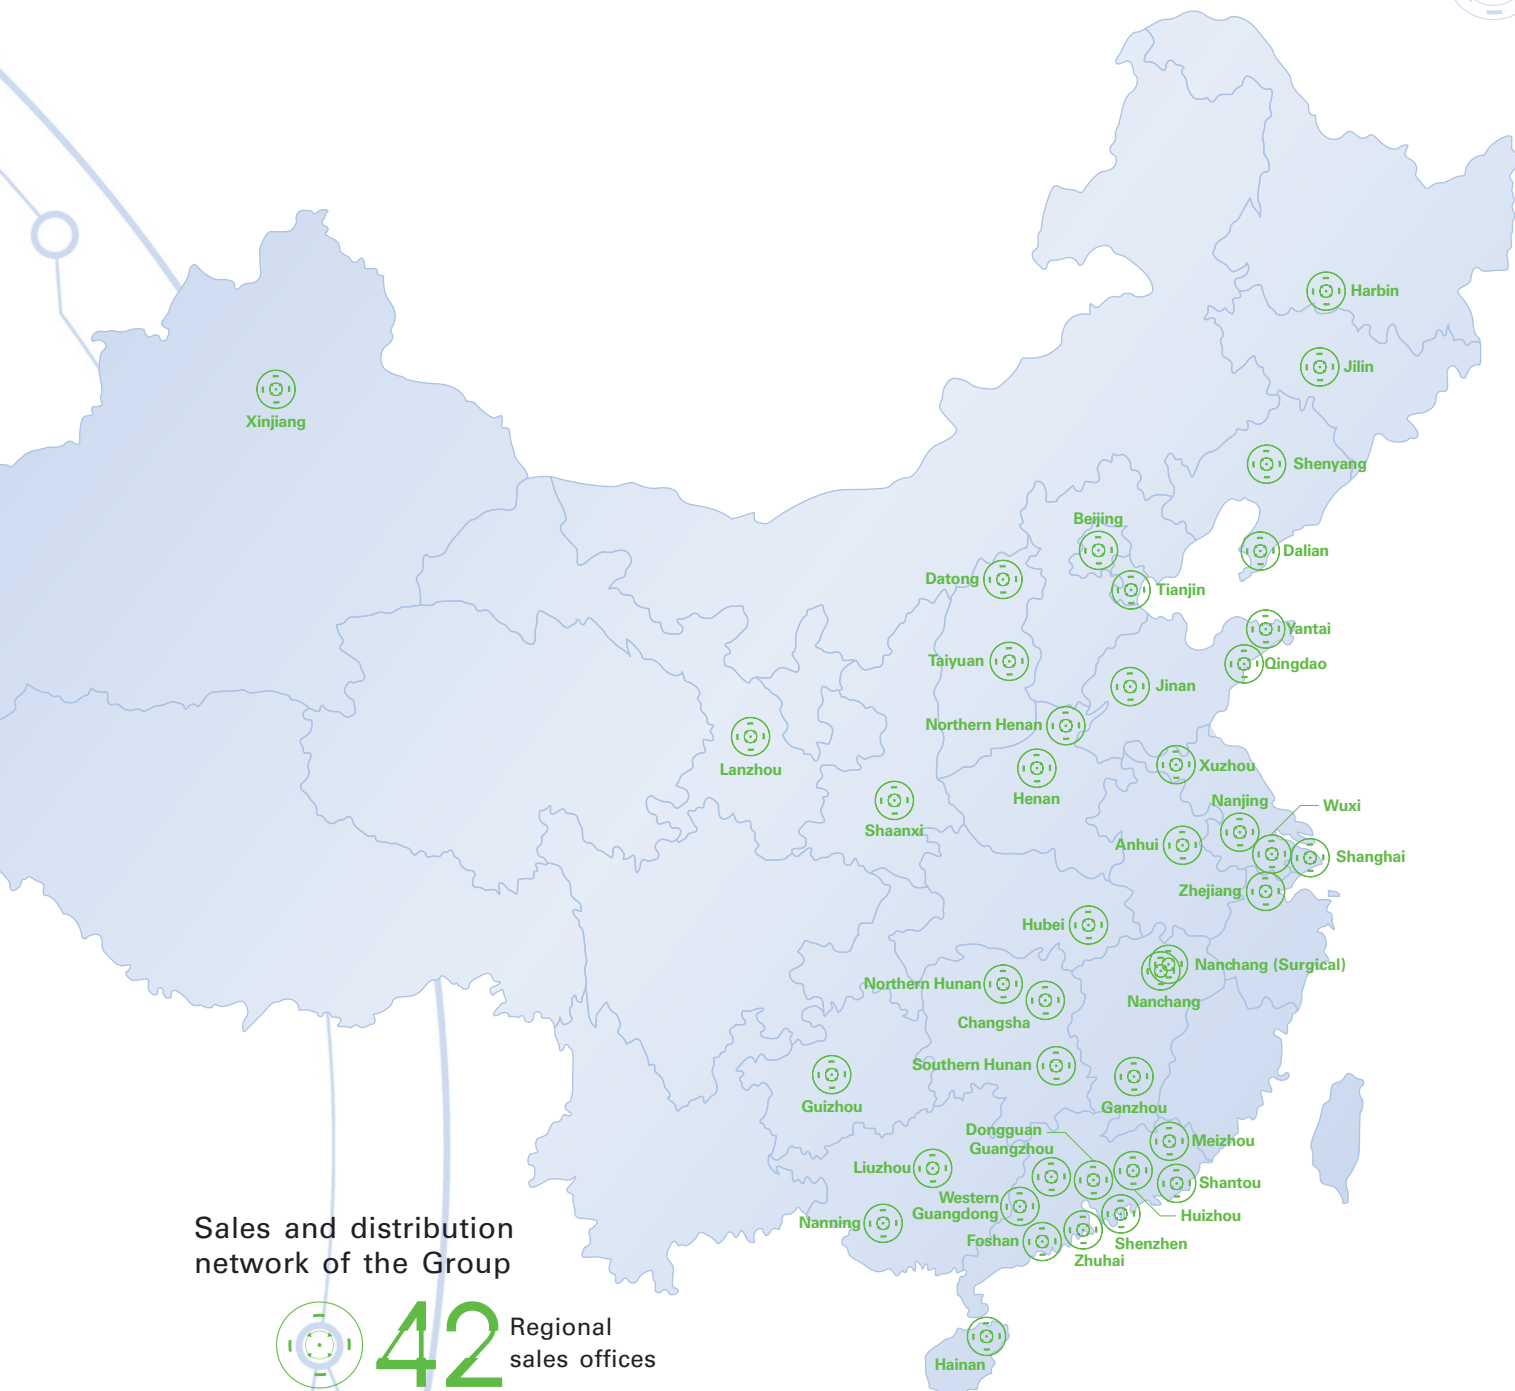 Harbin
Jilin
Xinjiang
Shenyang
Beijing
Dalian
Datong
Tianjin
Yantai
Taiyuan
Qingdao
Jinan
Northern Henan
Xuzhou
Lanzhou
Henan
Nanjing
Wuxi
Shaanxi
Anhui
Shanghai
Zhejiang
Hubei
Nanchang (Surgical)
Northern Hunan
Nanchang
Changsha
Southern Hunan
Guizhou
Ganzhou
Dongguan
Meizhou
Guangzhou
Liuzhou
Shantou
Western
Guangdong
Huizhou
Nanning
Foshan
Shenzhen
Zhuhai
Hainan
Sales and distribution
network of the Group
42 Regional
sales offices